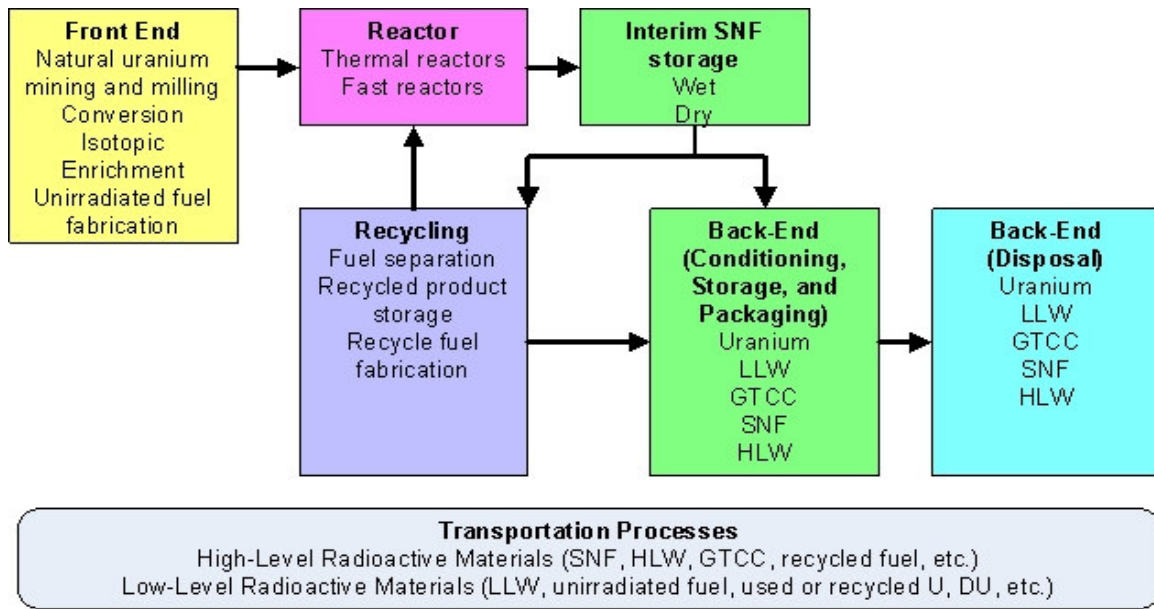 Front End
Natural uranium
mining and milling
Conversion
Isotopic
Enrichment
Unirradiated fuel
fabrication
Reactor
Thermal reactors
Fast reactors
Interim SNF
storage
Wet
Dry
Recycling
Fuel separation
Recycled product
storage
Recycle fuel
fabrication
Back-End
(Conditioning,
Storage, and
Packaging)
Uranium
LLW
GTCC
SNF
HLW
Back-End
(Disposal)
Uranium
LLW
GTCC
SNF
HLW
Transportation Processes
High-Level Radioactive Materials (SNF, HLW, GTCC, recycled fuel, etc.)
Low-Level Radioactive Materials (LLW, unirradiated fuel, used or recycled U, DU, etc.)